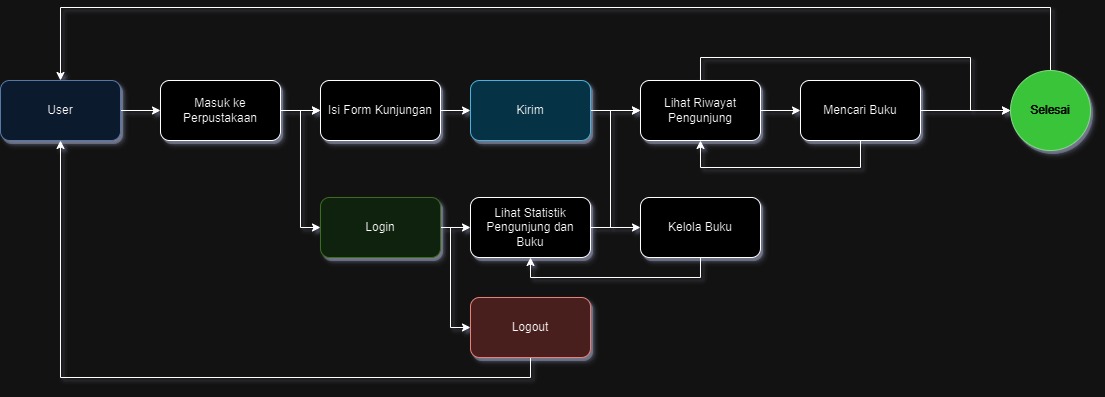 User
Masuk ke
Perpustakaan
Isi Form Kunjungan
Kirim
Lihat Riwayat
Pengunjung
Mencari Buku
Selesai
Login
Lihat Statistik
Pengunjung dan
Buku
Kelola Buku
Logout